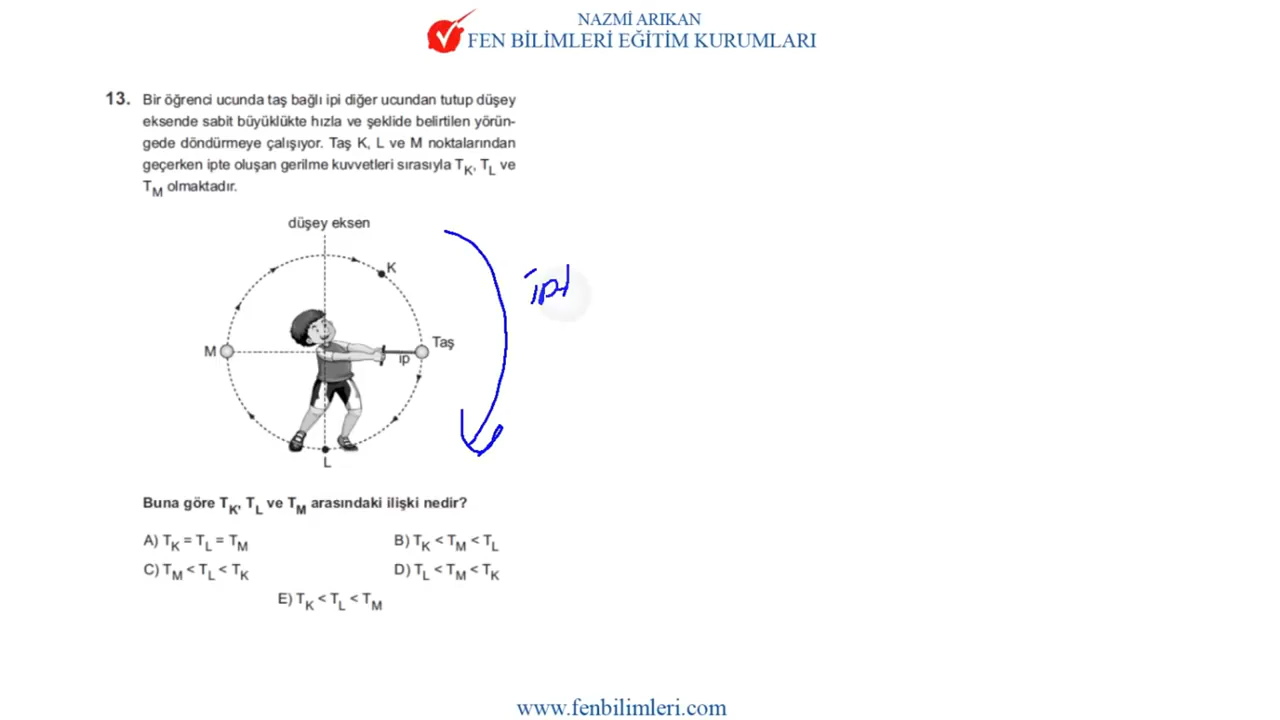 NAZMİ ARIKAN
FEN BİLİMLERİ EĞİTİM KURUMLARI
13. Bir öğrenci ucunda taş bağlı ipi diğer ucundan tutup düşey
eksende sabit büyüklükte hızla ve şeklide belirtilen yörün-
gede döndürmeye çalışıyor. Taş K, L ve M noktalarından
geçerken ipte oluşan gerilme kuvvetleri sırasıyla TK, TL ve
TM olmaktadır.
düşey eksen
K
M
Taş
ip
L
ipt
Buna göre TK, TL ve TM arasındaki ilişki nedir?
A) TK = TL = TM
B) TK < TM < TL
C) TM < TL < TK
D) TL < TM < TK
E) TK < TL < TM
www.fenbilimleri.com